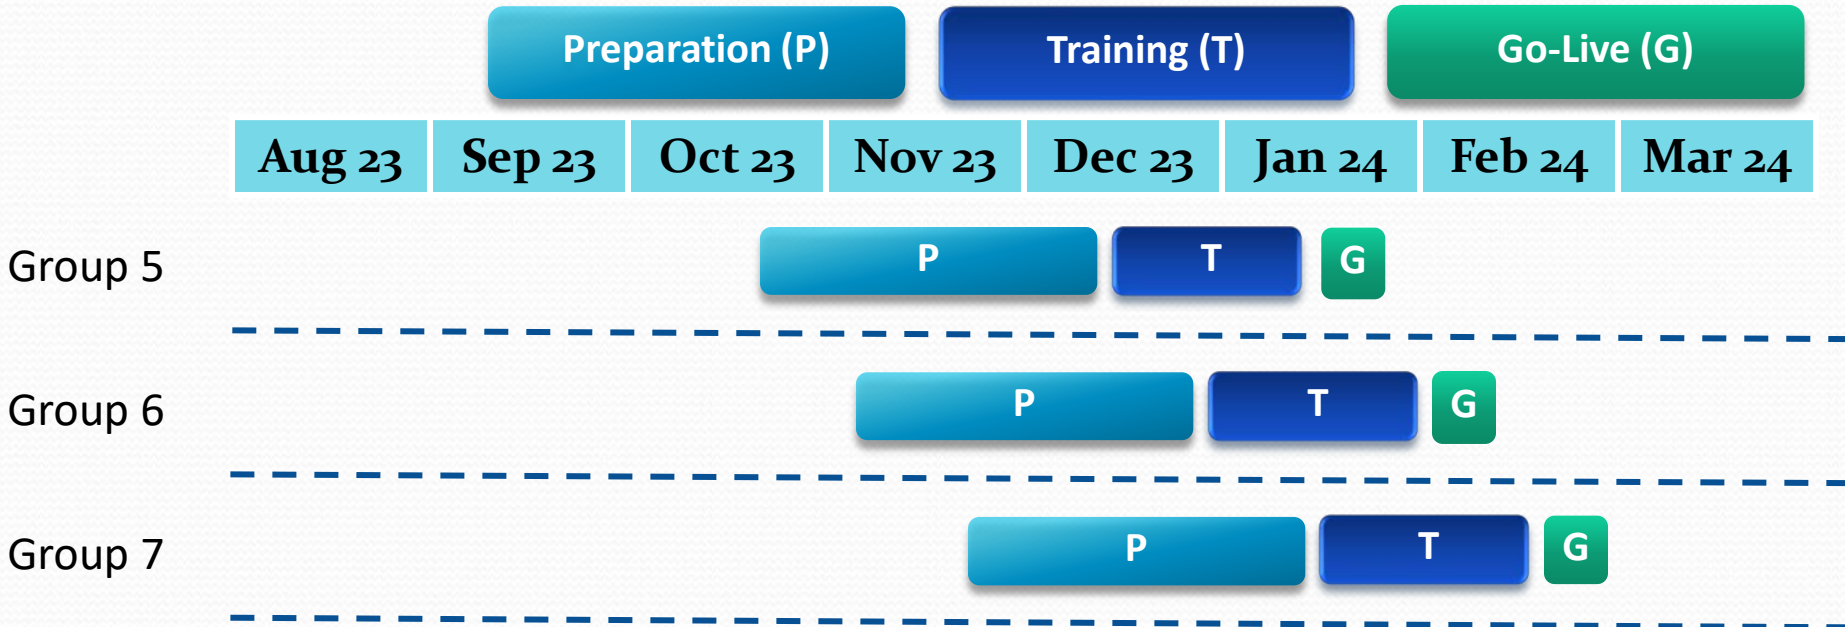 Preparation (P) Training (T) Go-Live (G)
Aug 23 Sep 23 Oct 23 Nov 23 Dec 23 Jan 24 Feb 24 Mar 24
Group 5 P T G
Group 6 P T G
Group 7 P T G